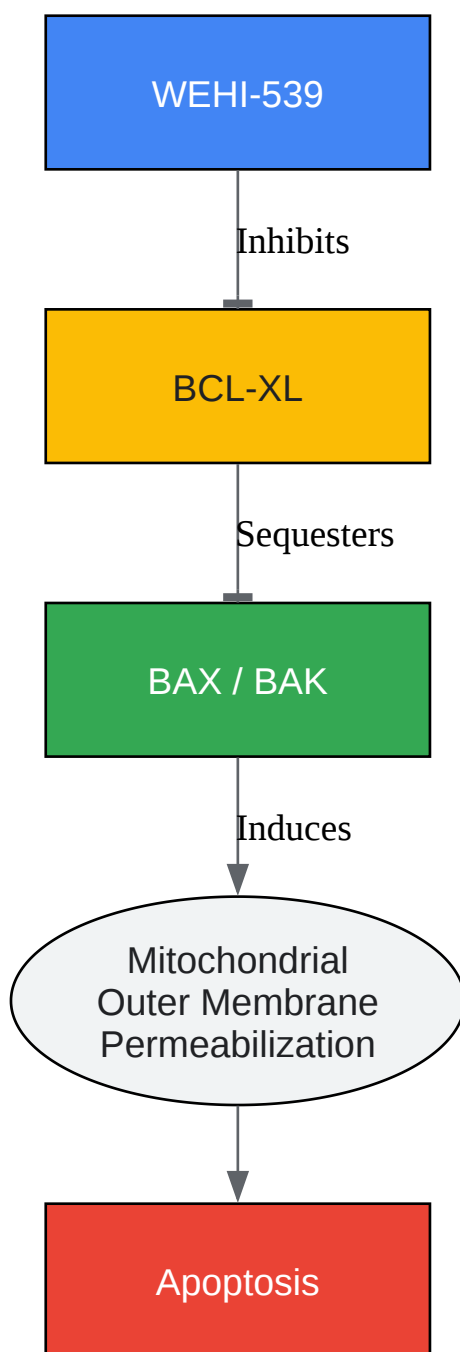 WEHI-539
Inhibits
BCL-XL
Sequesters
BAX / BAK
Induces
Mitochondrial
Outer Membrane
Permeabilization
Apoptosis